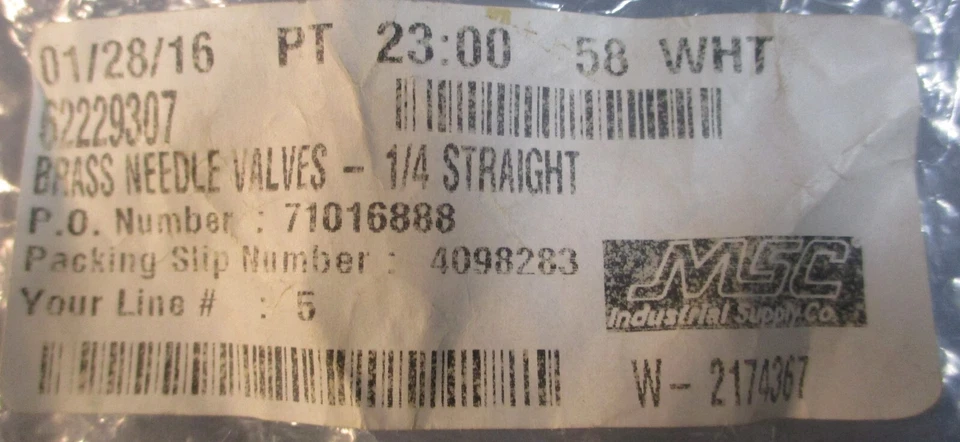 01/28/16 PT 23:00 58 WHT
62229307
BRASS NEEDLE VALVES - 1/4 STRAIGHT
P.O. Number : 71016888
Packing Slip Number : 4098283
Your Line # : 5
MSC
Industrial Supply Co.
W- 2174367